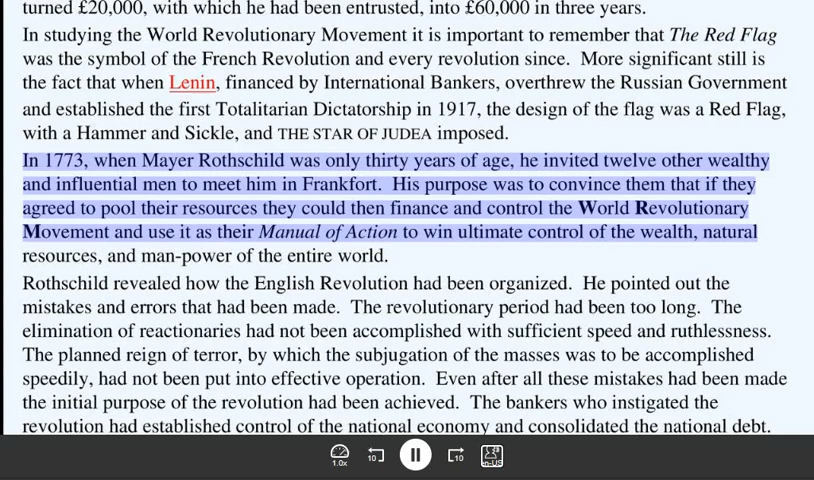 turned £20,000, with which he had been entrusted, into £60,000 in three years.
In studying the World Revolutionary Movement it is important to remember that The Red Flag
was the symbol of the French Revolution and every revolution since.  More significant still is
the fact that when Lenin, financed by International Bankers, overthrew the Russian Government
and established the first Totalitarian Dictatorship in 1917, the design of the flag was a Red Flag,
with a Hammer and Sickle, and THE STAR OF JUDEA imposed.
In 1773, when Mayer Rothschild was only thirty years of age, he invited twelve other wealthy
and influential men to meet him in Frankfort.  His purpose was to convince them that if they
agreed to pool their resources they could then finance and control the World Revolutionary
Movement and use it as their Manual of Action to win ultimate control of the wealth, natural
resources, and man-power of the entire world.
Rothschild revealed how the English Revolution had been organized.  He pointed out the
mistakes and errors that had been made.  The revolutionary period had been too long.  The
elimination of reactionaries had not been accomplished with sufficient speed and ruthlessness.
The planned reign of terror, by which the subjugation of the masses was to be accomplished
speedily, had not been put into effective operation.  Even after all these mistakes had been made
the initial purpose of the revolution had been achieved.  The bankers who instigated the
revolution had established control of the national economy and consolidated the national debt.
1.0x
10
10
en-US